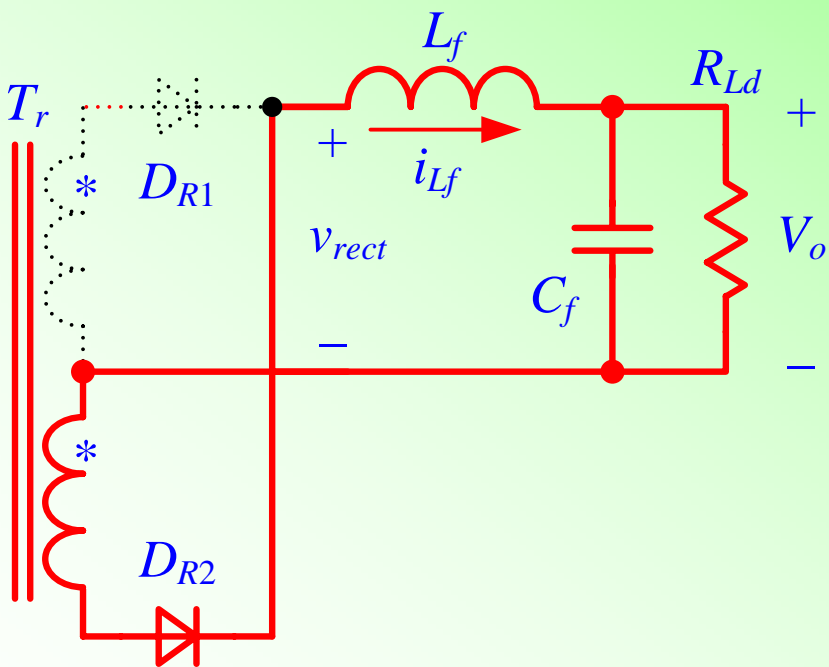 L_f
T_r
R_Ld
+
+
i_Lf
*
D_R1
v_rect
V_o
C_f
−
−
*
D_R2